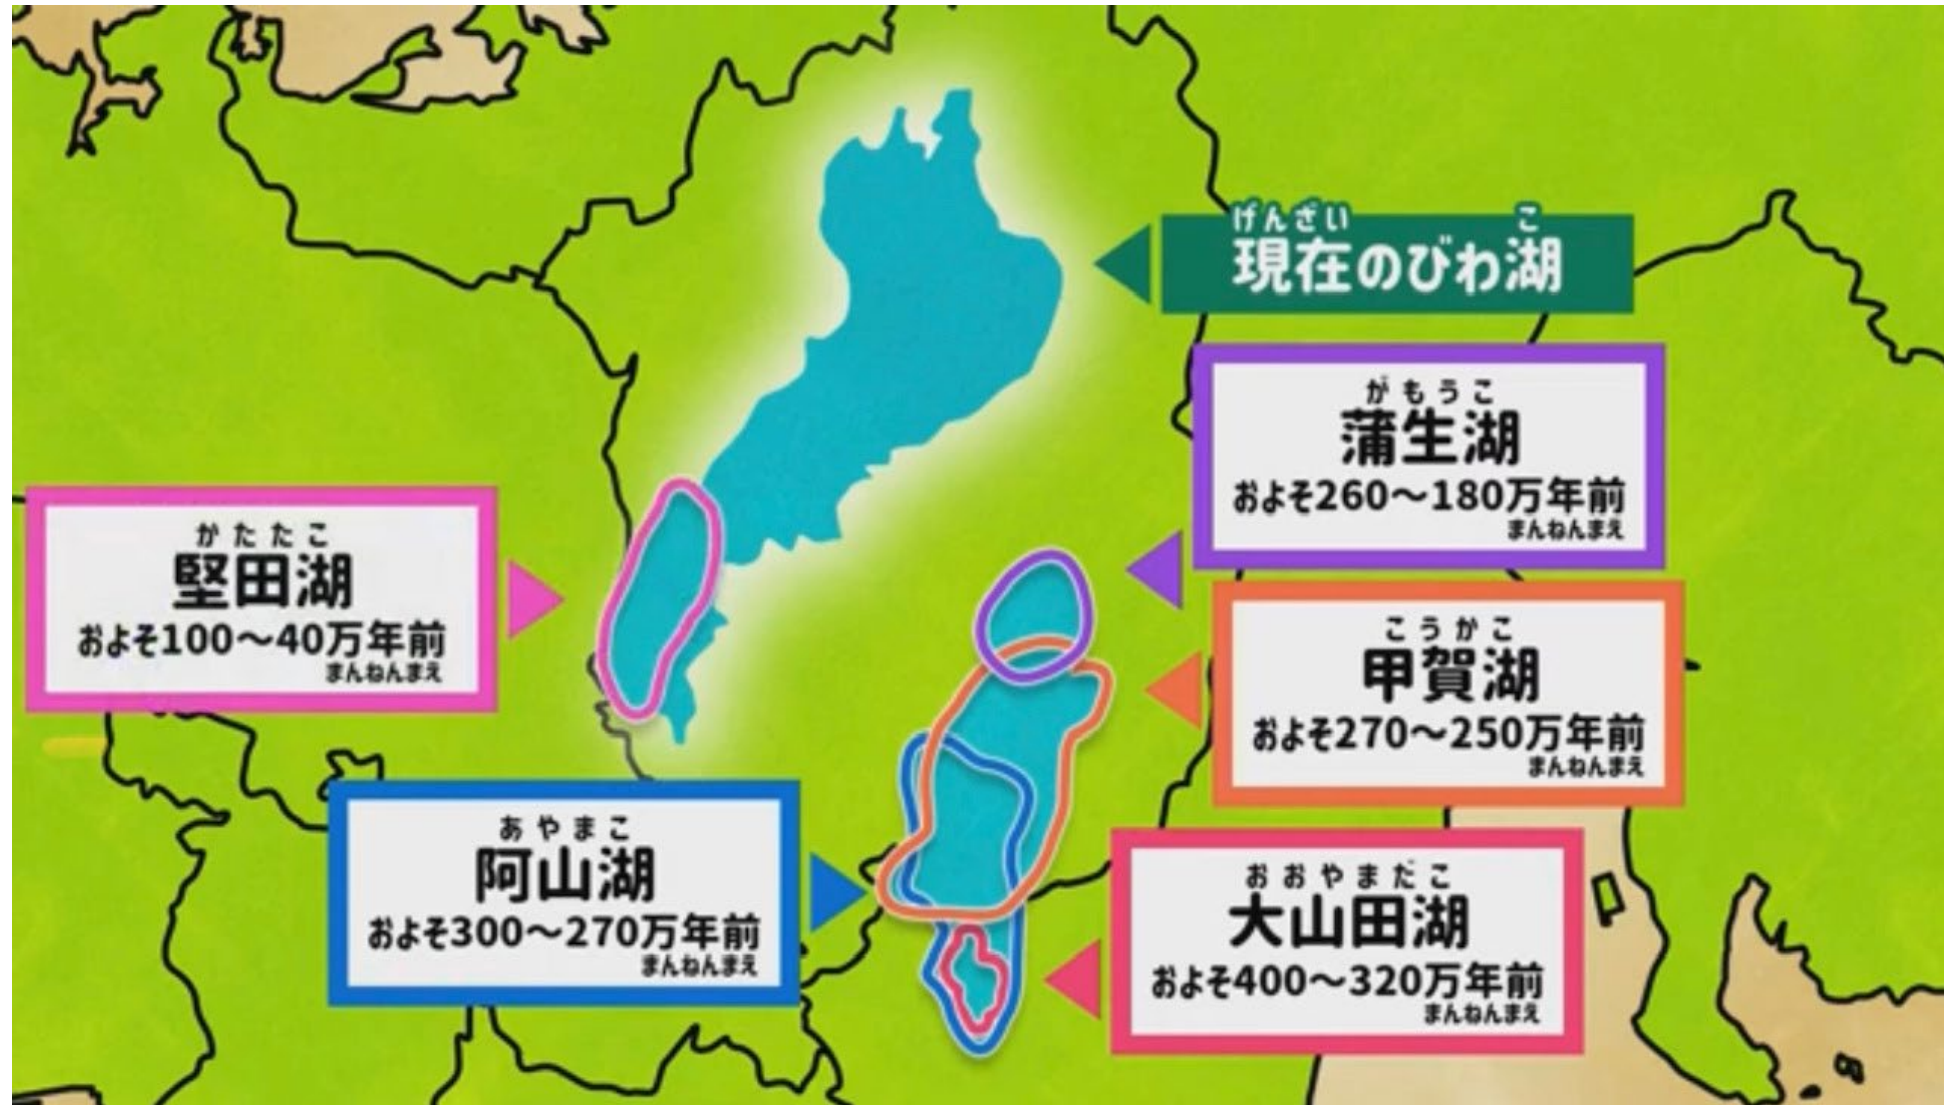 げんざい こ
現在のびわ湖
がもうこ
蒲生湖
およそ260～180万年前
まんねんまえ
かたたこ
堅田湖
およそ100～40万年前
まんねんまえ
こうかこ
甲賀湖
およそ270～250万年前
まんねんまえ
あやまこ
阿山湖
およそ300～270万年前
まんねんまえ
おおやまだこ
大山田湖
およそ400～320万年前
まんねんまえ